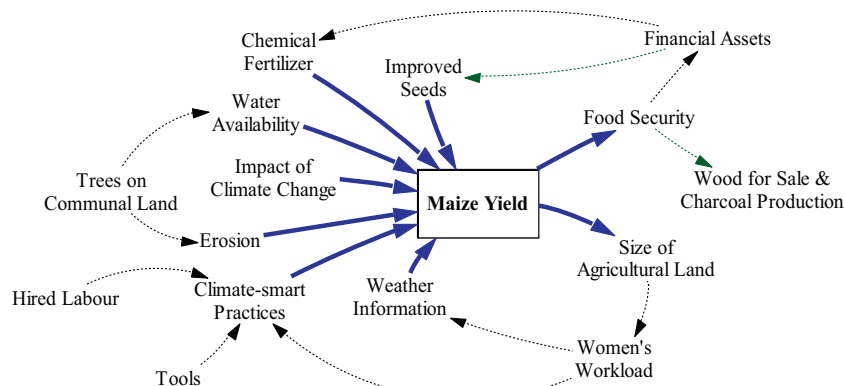 Chemical
Fertilizer
Financial Assets
Improved
Seeds
Water
Availability
Food Security
Impact of
Climate Change
Trees on
Communal Land
Wood for Sale &
Charcoal Production
Maize Yield
Erosion
Size of
Agricultural Land
Hired Labour
Climate-smart
Practices
Weather
Information
Women's
Workload
Tools